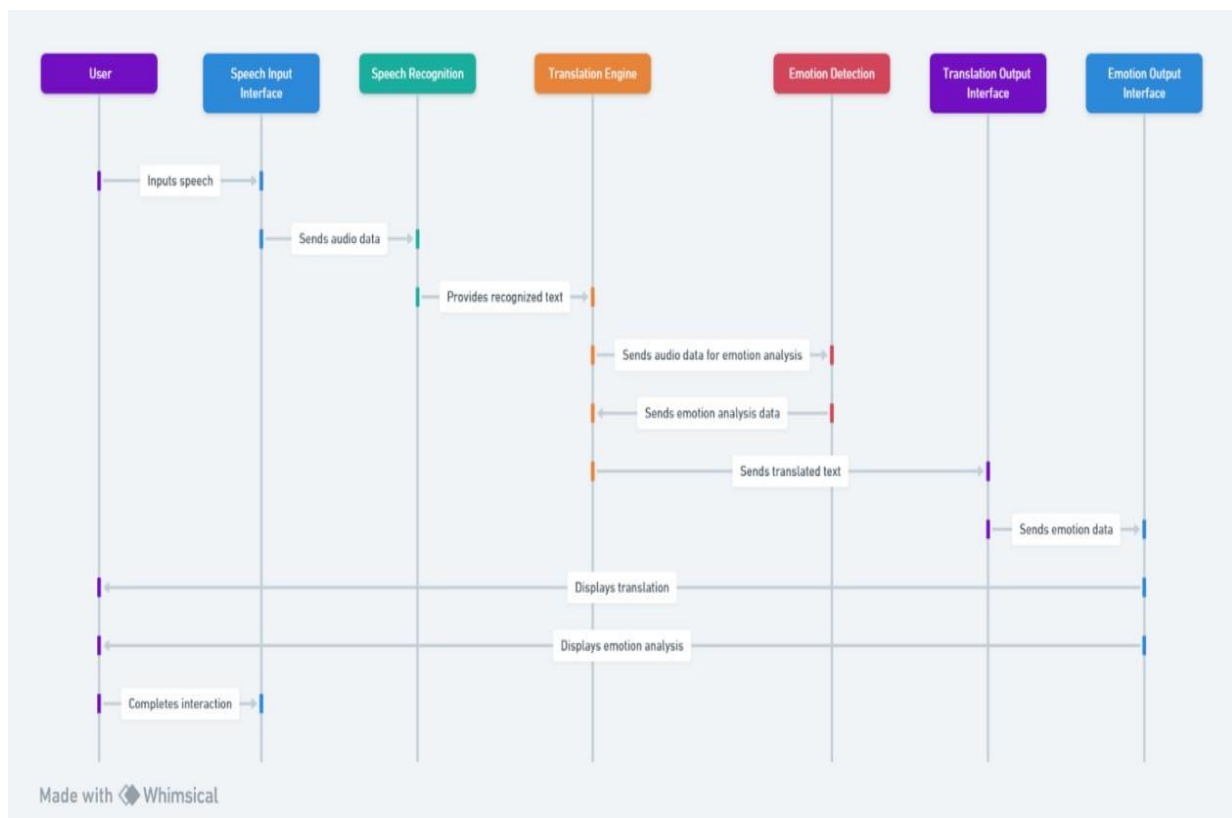 User
Speech Input
Interface
Speech Recognition
Translation Engine
Emotion Detection
Translation Output
Interface
Emotion Output
Interface
Inputs speech
Sends audio data
Provides recognized text
Sends audio data for emotion analysis
Sends emotion analysis data
Sends translated text
Sends emotion data
Displays translation
Displays emotion analysis
Completes interaction
Made with Whimsical